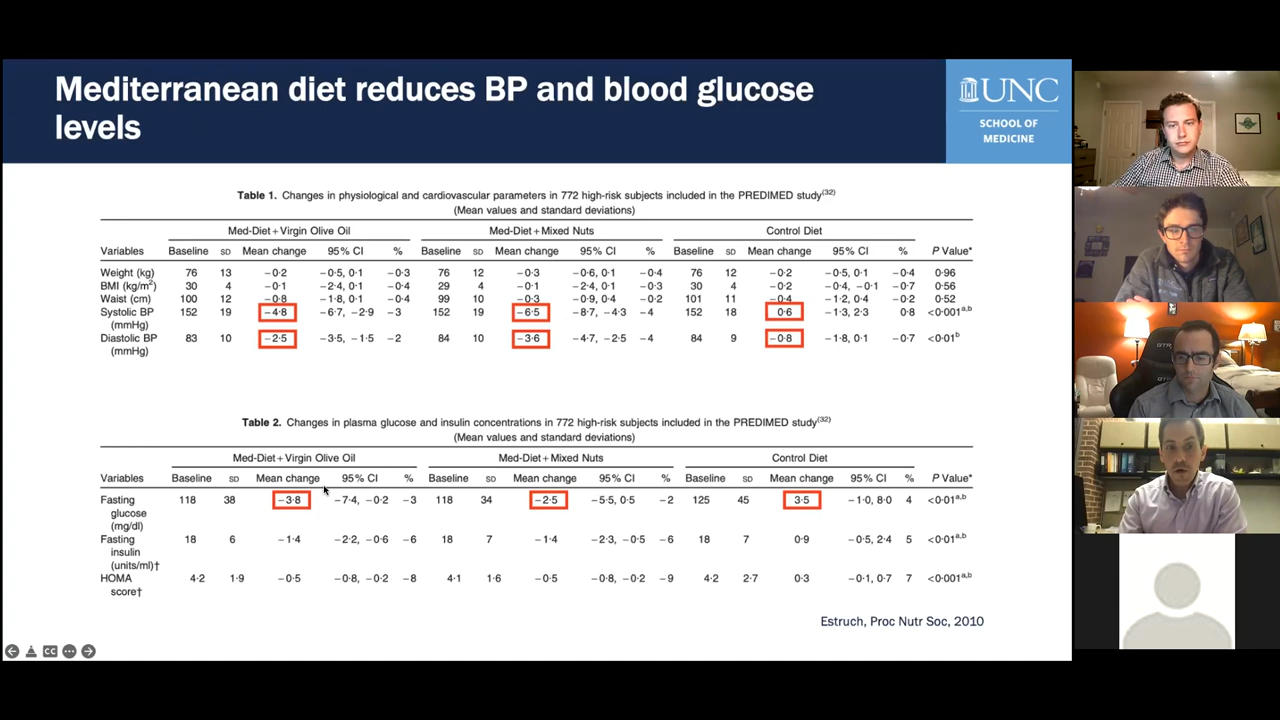 Mediterranean diet reduces BP and blood glucose
levels
UNC
SCHOOL OF
MEDICINE
Table 1. Changes in physiological and cardiovascular parameters in 772 high-risk subjects included in the PREDIMED study(32)
(Mean values and standard deviations)
Med-Diet + Virgin Olive Oil Med-Diet + Mixed Nuts Control Diet
Variables Baseline SD Mean change 95% CI % Baseline SD Mean change 95% CI % Baseline SD Mean change 95% CI % P Value*
Weight (kg) 76 13 −0·2 −0·5, 0·1 −0·3 76 12 −0·3 −0·6, 0·1 −0·4 76 12 −0·2 −0·5, 0·1 −0·4 0·96
BMI (kg/m2) 30 4 −0·1 −2·4, 0·1 −0·4 29 4 −0·1 −2·4, 0·1 −0·3 30 4 −0·2 −0·4, −0·1 −0·7 0·56
Waist (cm) 100 12 −0·8 −1·8, 0·1 −0·4 99 10 −0·3 −0·9, 0·4 −0·2 101 11 −0·4 −1·2, 0·4 −0·2 0·52
Systolic BP 152 19 −4·8 −6·7, −2·9 −3 152 19 −6·5 −8·7, −4·3 −4 152 18 0·6 −1·3, 2·3 0·8 <0·001a,b
(mmHg)
Diastolic BP 83 10 −2·5 −3·5, −1·5 −2 84 10 −3·6 −4·7, −2·5 −4 84 9 −0·8 −1·8, 0·1 −0·7 <0·01b
(mmHg)
Table 2. Changes in plasma glucose and insulin concentrations in 772 high-risk subjects included in the PREDIMED study(32)
(Mean values and standard deviations)
Med-Diet + Virgin Olive Oil Med-Diet + Mixed Nuts Control Diet
Variables Baseline SD Mean change 95% CI % Baseline SD Mean change 95% CI % Baseline SD Mean change 95% CI % P Value*
Fasting 118 38 −3·8 −7·4, −0·2 −3 118 34 −2·5 −5·5, 0·5 −2 125 45 3·5 −1·0, 8·0 4 <0·01a,b
glucose
(mg/dl)
Fasting 18 6 −1·4 −2·2, −0·6 −6 18 7 −1·4 −2·3, −0·5 −6 18 7 0·9 −0·5, 2·4 5 <0·01a,b
insulin
(units/ml)†
HOMA 4·2 1·9 −0·5 −0·8, −0·2 −8 4·1 1·6 −0·5 −0·8, −0·2 −9 4·2 2·7 0·3 −0·1, 0·7 7 <0·001a,b
score†
Estruch, Proc Nutr Soc, 2010
CC